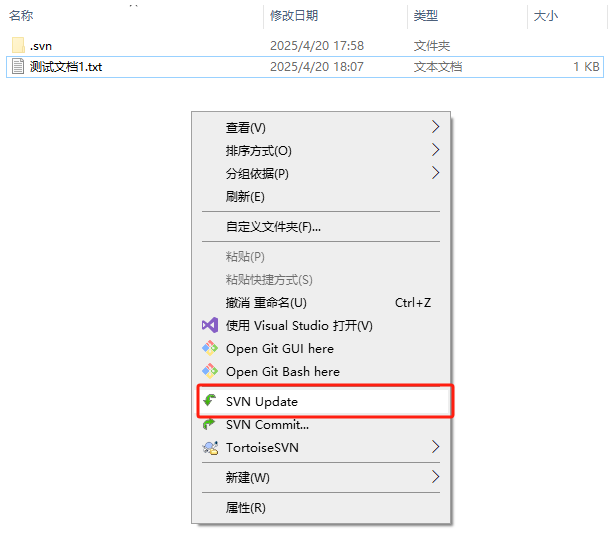 名称 修改日期 类型 大小
.svn 2025/4/20 17:58 文件夹
测试文档1.txt 2025/4/20 18:07 文本文档 1 KB
查看(V)
排序方式(O)
分组依据(P)
刷新(E)
自定义文件夹(F)...
粘贴(P)
粘贴快捷方式(S)
撤消 重命名(U) Ctrl+Z
使用 Visual Studio 打开(V)
Open Git GUI here
Open Git Bash here
SVN Update
SVN Commit...
TortoiseSVN
新建(W)
属性(R)